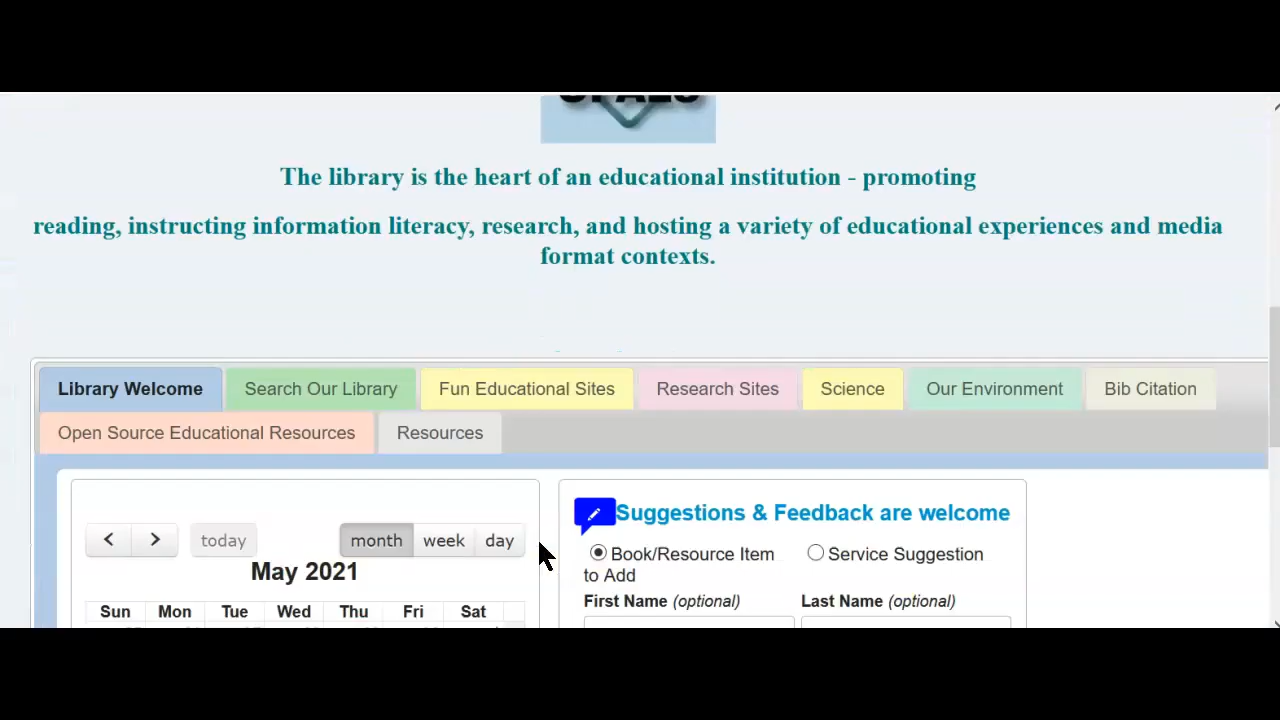 The library is the heart of an educational institution - promoting
reading, instructing information literacy, research, and hosting a variety of educational experiences and media
format contexts.
Library Welcome Search Our Library Fun Educational Sites Research Sites Science Our Environment Bib Citation
Open Source Educational Resources Resources
today month week day
May 2021
Sun Mon Tue Wed Thu Fri Sat
Suggestions & Feedback are welcome
Book/Resource Item Service Suggestion
to Add
First Name (optional) Last Name (optional)